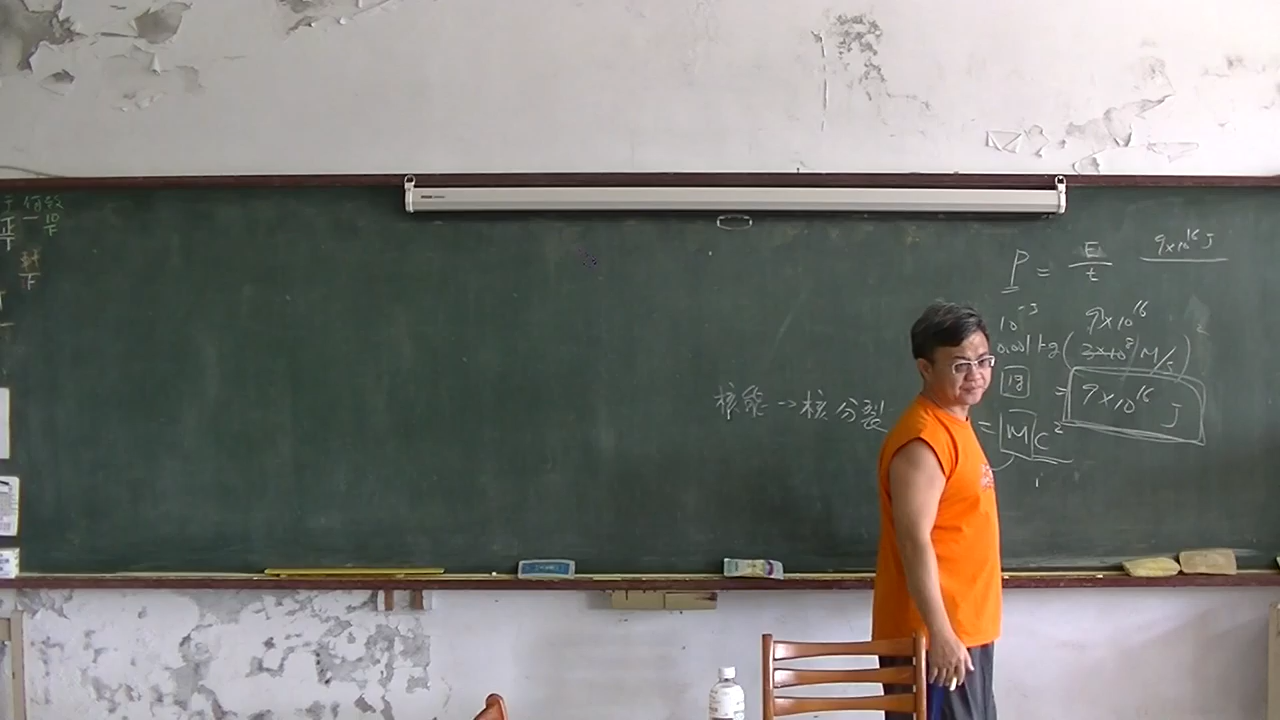 核能→核分裂
P = E/t
9×10¹⁶ J
10⁻³
9×10¹⁶
0.001 kg (3×10⁸ M/s)²
1g
= 9×10¹⁶ J
= MC²